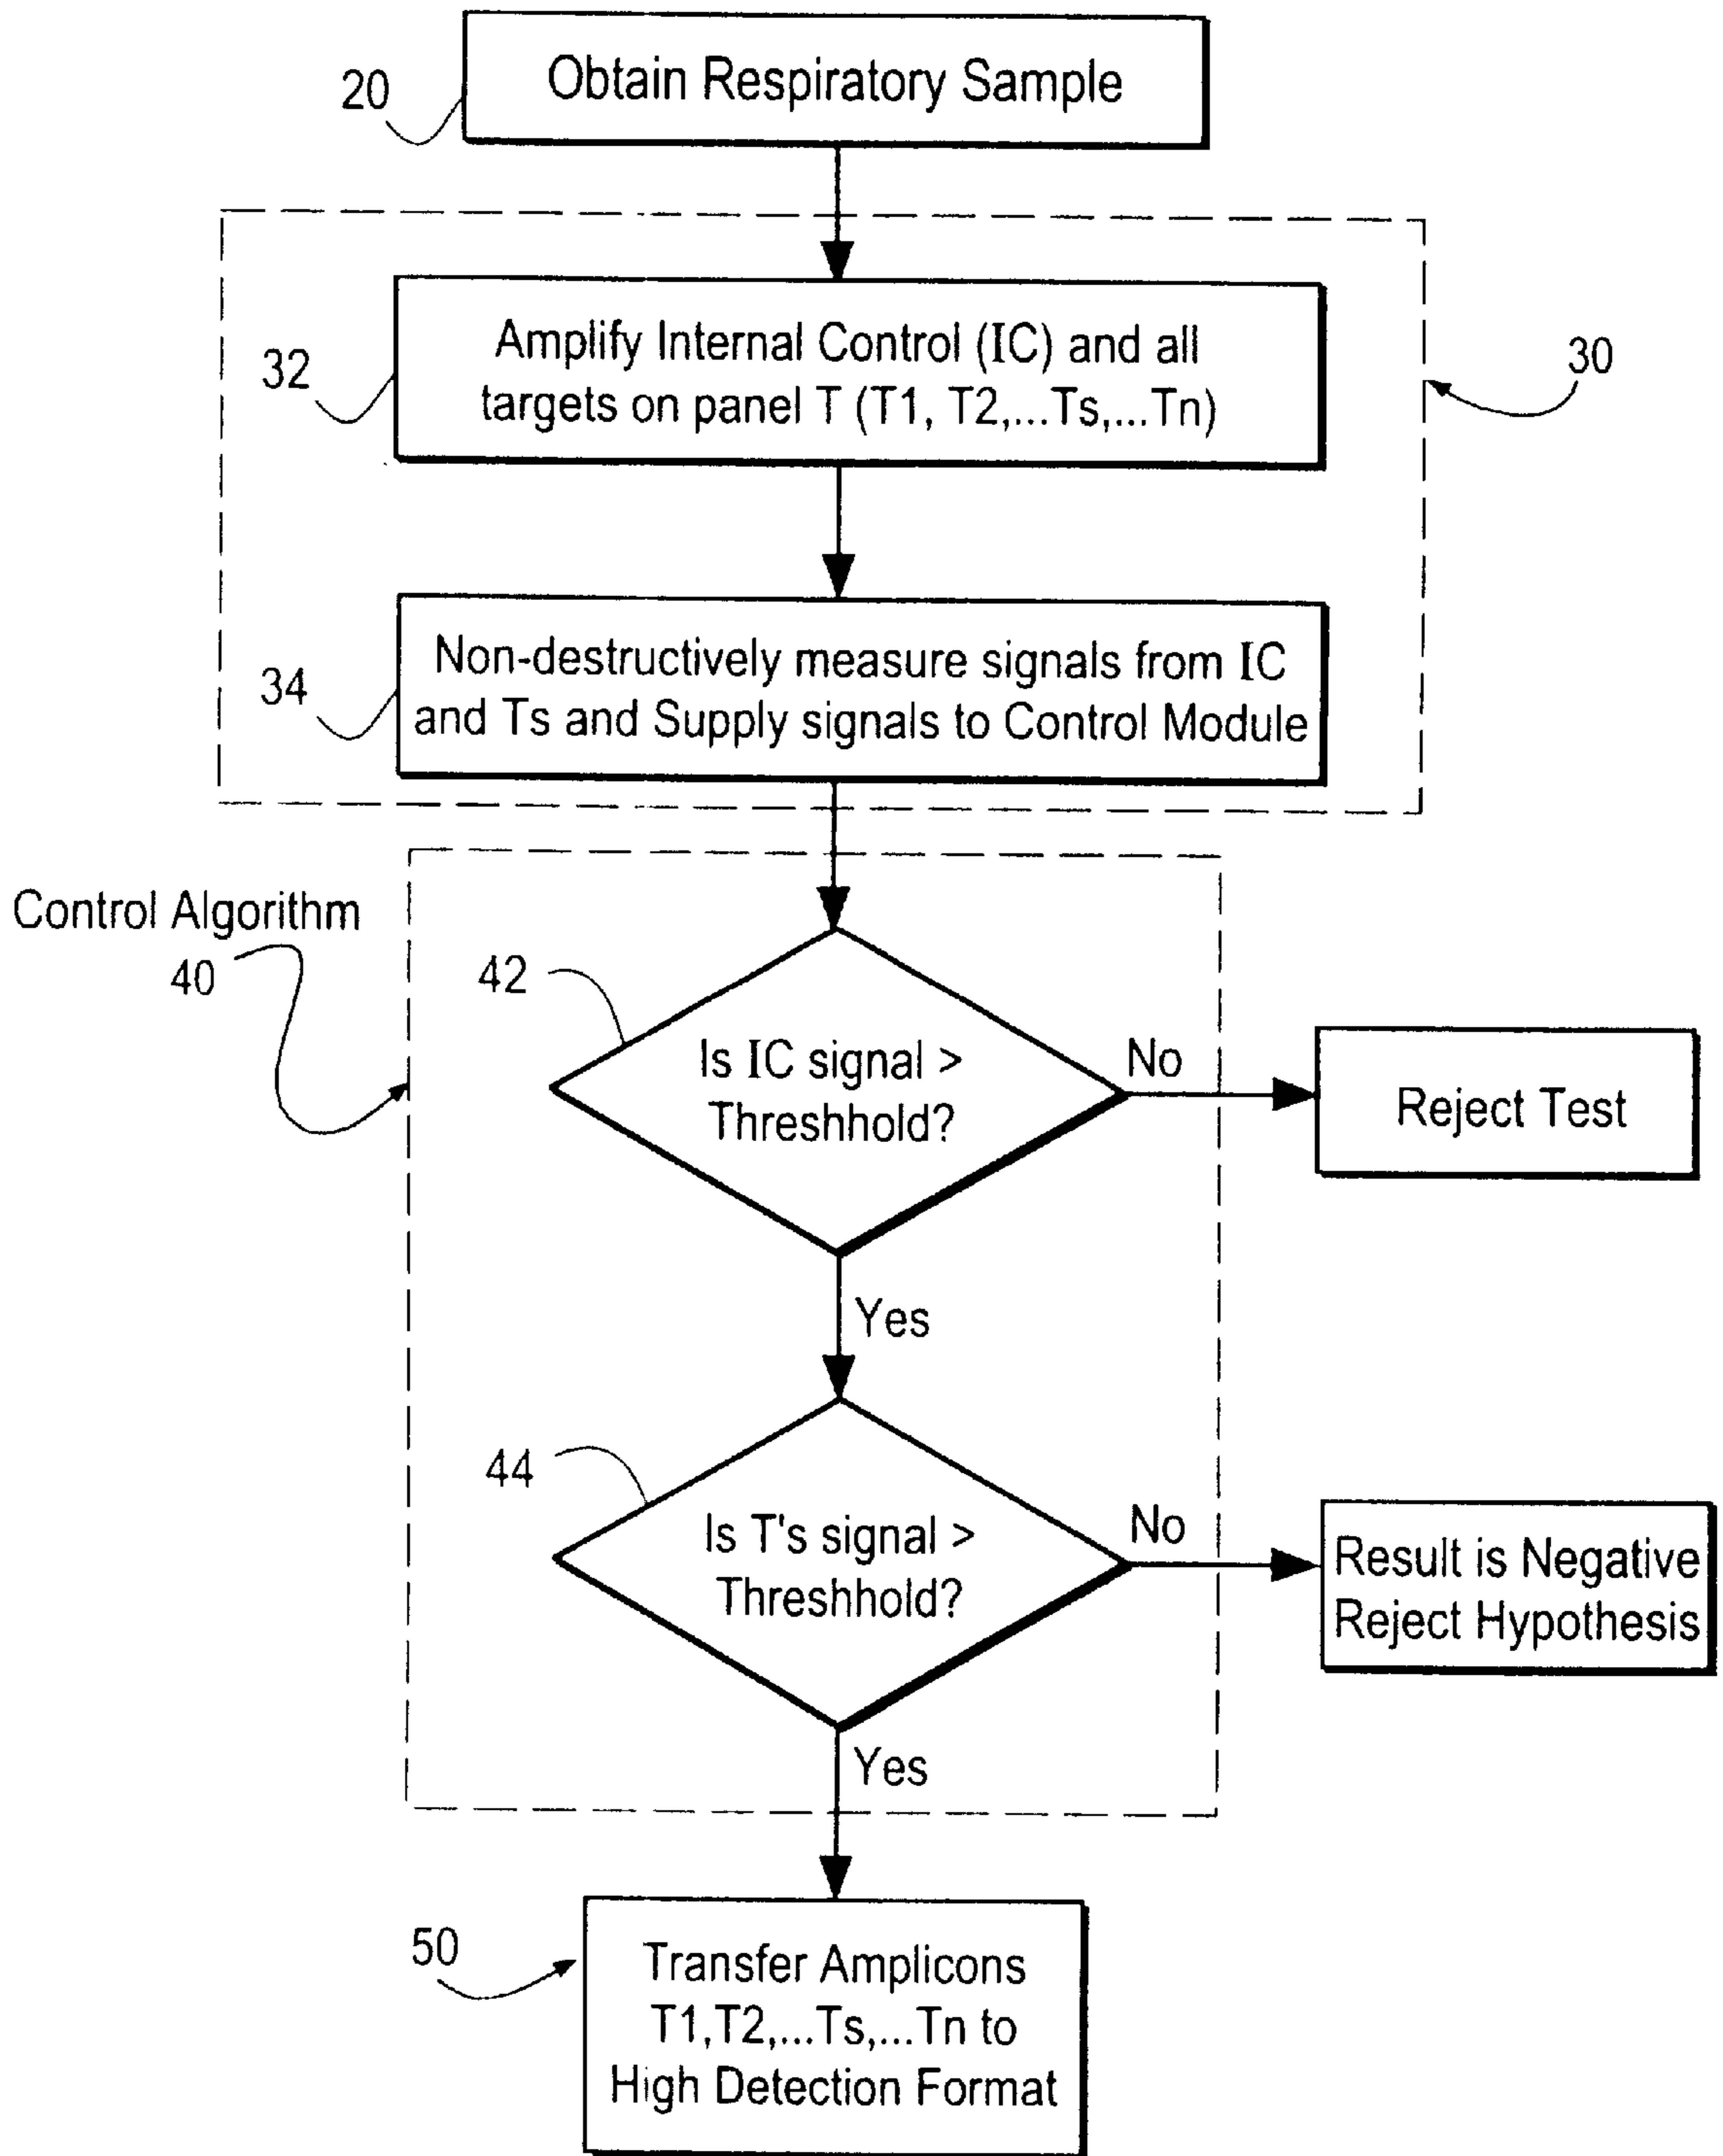 Obtain Respiratory Sample
20
Amplify Internal Control (IC) and all
targets on panel T (T1, T2,...Ts,...Tn)
32
30
Non-destructively measure signals from IC
and Ts and Supply signals to Control Module
34
Control Algorithm
40
42
Is IC signal >
Threshhold?
No
Reject Test
Yes
44
Is T's signal >
Threshhold?
No
Result is Negative
Reject Hypothesis
Yes
50
Transfer Amplicons
T1,T2,...Ts,...Tn to
High Detection Format